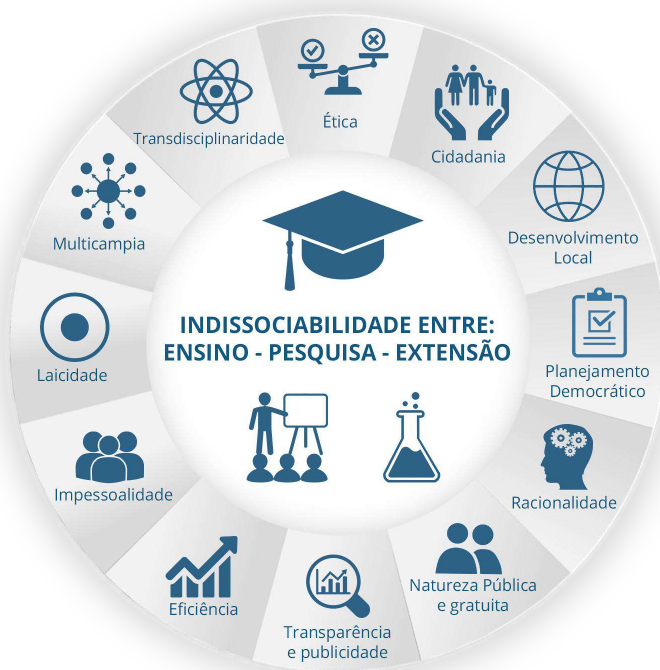 Ética
Cidadania
Desenvolvimento
Local
Planejamento
Democrático
Racionalidade
Natureza Pública
e gratuita
Transparência
e publicidade
Eficiência
Impessoalidade
Laicidade
Multicampia
Transdisciplinaridade
INDISSOCIABILIDADE ENTRE:
ENSINO - PESQUISA - EXTENSÃO